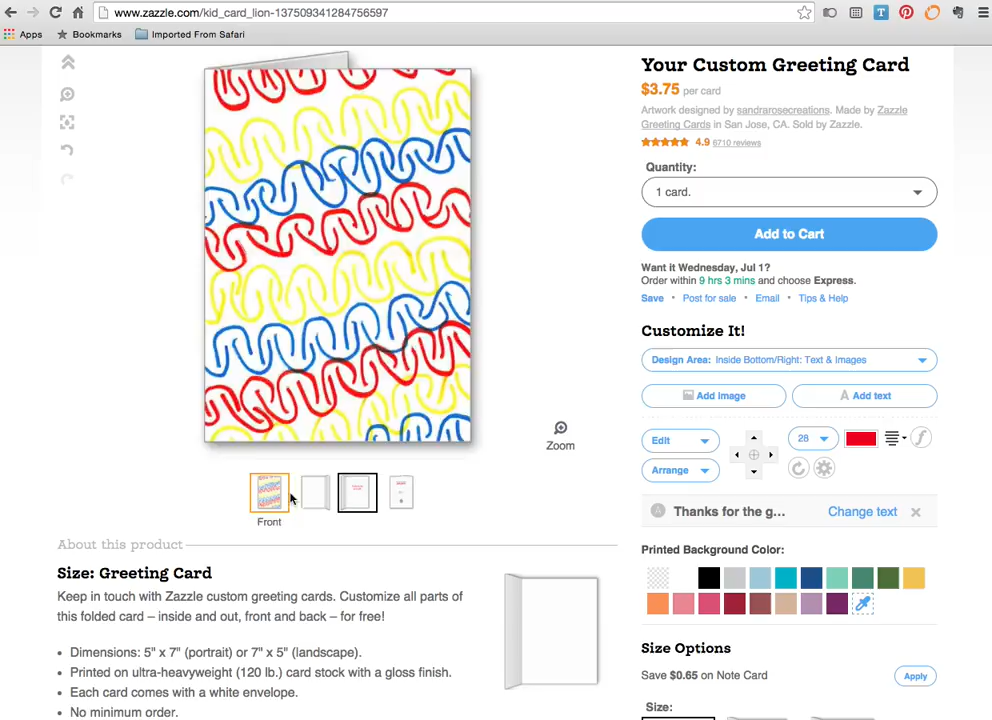 www.zazzle.com/kid_card_lion-137509341284756597
Apps Bookmarks Imported From Safari
Your Custom Greeting Card
$3.75 per card
Artwork designed by sandrarosecreations. Made by Zazzle
Greeting Cards in San Jose, CA. Sold by Zazzle.
4.9 6710 reviews
Quantity:
1 card.
Add to Cart
Want it Wednesday, Jul 1?
Order within 9 hrs 3 mins and choose Express.
Save • Post for sale • Email • Tips & Help
Customize It!
Design Area: Inside Bottom/Right: Text & Images
Add Image
A Add text
Zoom
Edit
28
f
Arrange
Front
A Thanks for the g... Change text
About this product
Printed Background Color:
Size: Greeting Card
Keep in touch with Zazzle custom greeting cards. Customize all parts of
this folded card – inside and out, front and back – for free!
• Dimensions: 5" x 7" (portrait) or 7" x 5" (landscape).
• Printed on ultra-heavyweight (120 lb.) card stock with a gloss finish.
• Each card comes with a white envelope.
• No minimum order.
Size Options
Save $0.65 on Note Card
Apply
Size: